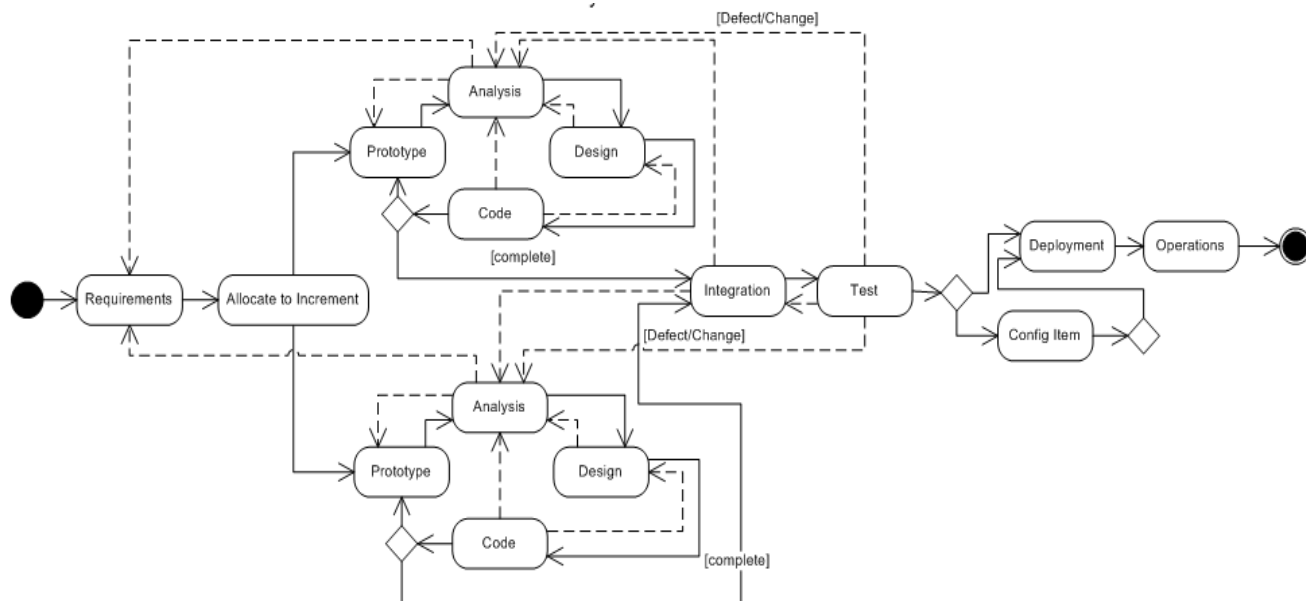 [Defect/Change]
Analysis
Prototype
Design
Code
[complete]
Requirements
Allocate to Increment
Integration
Test
Deployment
Operations
[Defect/Change]
Config Item
Analysis
Prototype
Design
Code
[complete]